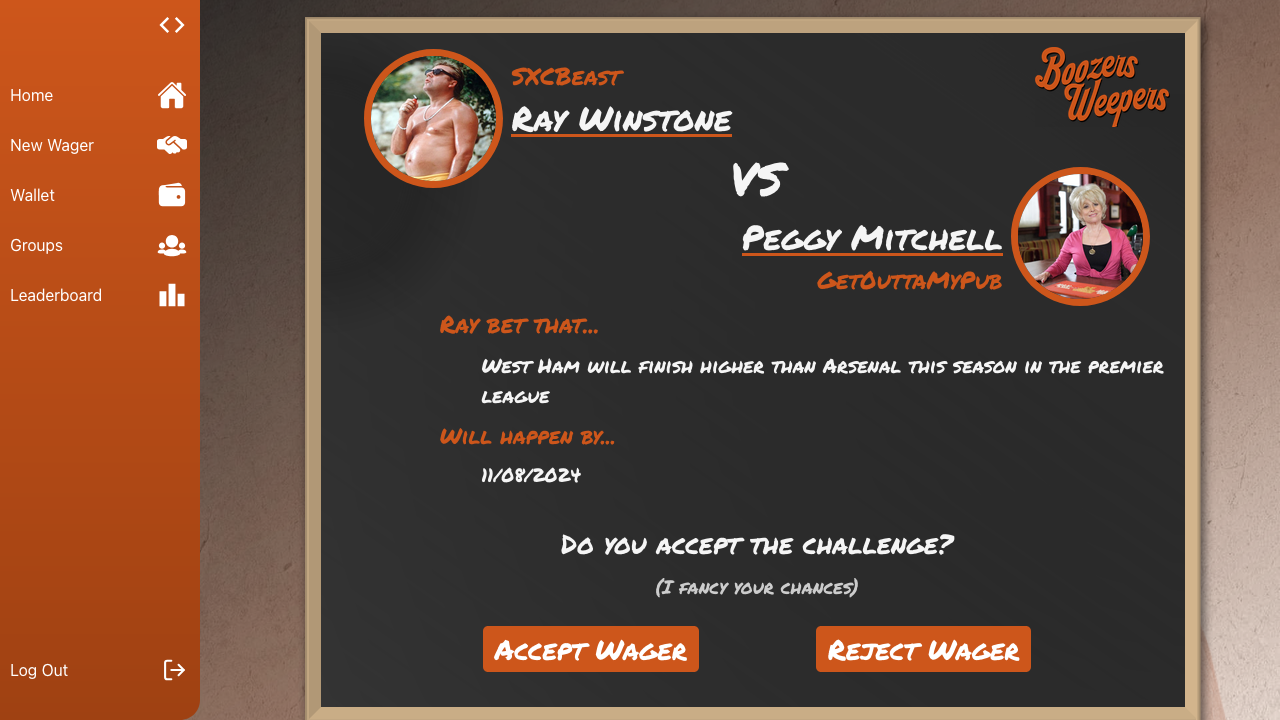 Home
New Wager
Wallet
Groups
Leaderboard
Log Out
SXCBeast
Ray Winstone
Boozers
Weepers
VS
Peggy Mitchell
GetOuttaMyPub
Ray bet that...
West Ham will finish higher than Arsenal this season in the premier
league
Will happen by...
11/08/2024
Do you accept the challenge?
(I fancy your chances)
Accept Wager
Reject Wager